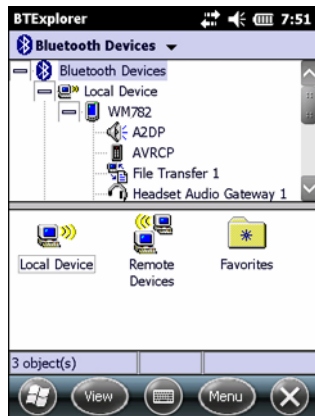 BTExplorer 7:51
Bluetooth Devices
Bluetooth Devices
Local Device
WM782
A2DP
AVRCP
File Transfer 1
Headset Audio Gateway 1
Local Device
Remote Devices
Favorites
3 object(s)
View
Menu